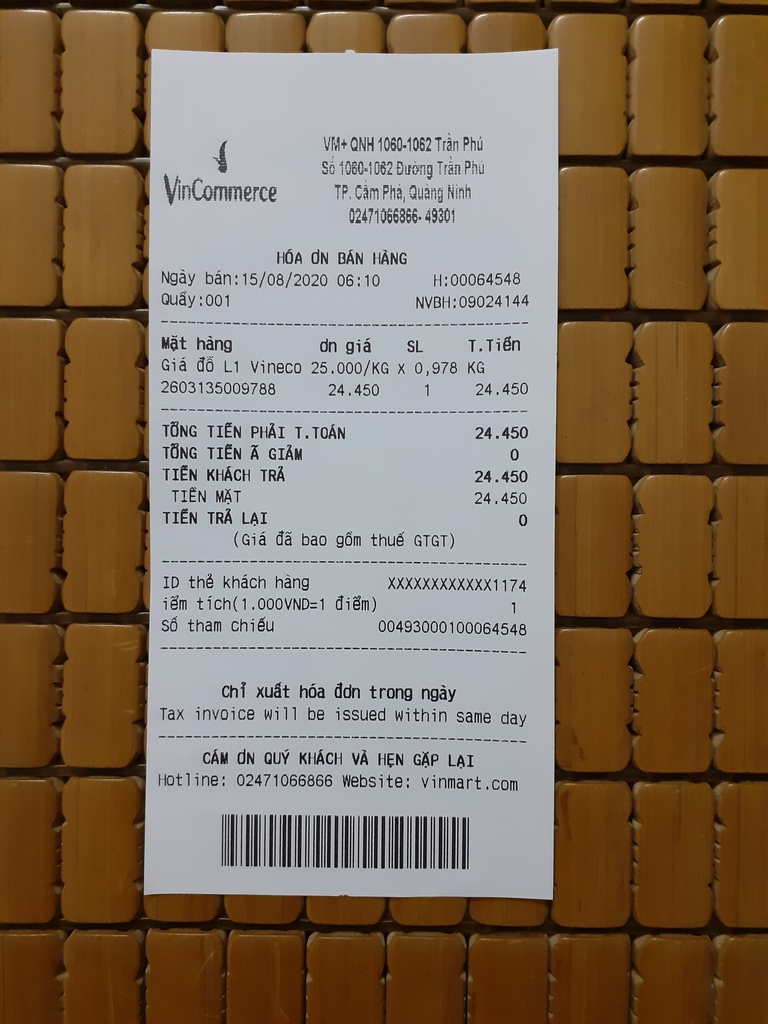 VinCommerce
VM+ QNH 1060-1062 Trần Phú
Số 1060-1062 Đường Trần Phú
TP. Cẩm Phả, Quảng Ninh
02471066866- 49301
HÓA ƠN BÁN HÀNG
Ngày bán:15/08/2020 06:10 H:00064548
Quầy:001 NVBH:09024144
Mặt hàng ơn giá SL T.Tiền
Giá đỗ L1 Vineco 25.000/KG X 0,978 KG
2603135009788 24.450 1 24.450
TỔNG TIỀN PHẢI T.TOÁN 24.450
TỔNG TIỀN Ã GIẢM 0
TIỀN KHÁCH TRẢ 24.450
TIỀN MẶT 24.450
TIỀN TRẢ LẠI 0
(Giá đã bao gồm thuế GTGT)
ID thẻ khách hàng XXXXXXXXXXXX1174
iểm tích(1.000VND=1 điểm) 1
Số tham chiếu 00493000100064548
Chỉ xuất hóa đơn trong ngày
Tax invoice will be issued within same day
CÁM ƠN QUÝ KHÁCH VÀ HẸN GẶP LẠI
Hotline: 02471066866 Website: vinmart.com